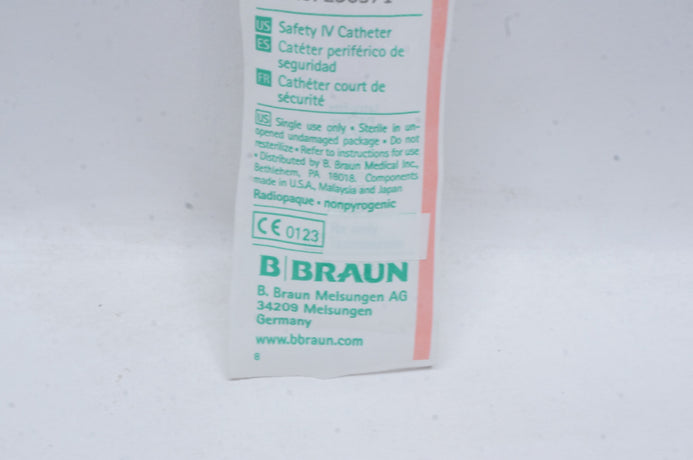 US Safety IV Catheter
ES Catéter periférico de
seguridad
FR Cathéter court de
sécurité
US Single use only • Sterile in un-
opened undamaged package • Do not
resterilize • Refer to instructions for use
• Distributed by B. Braun Medical Inc.,
Bethlehem, PA 18018. Components
made in U.S.A., Malaysia and Japan
Radiopaque • nonpyrogenic
CE 0123
B|BRAUN
B. Braun Melsungen AG
34209 Melsungen
Germany
www.bbraun.com
8